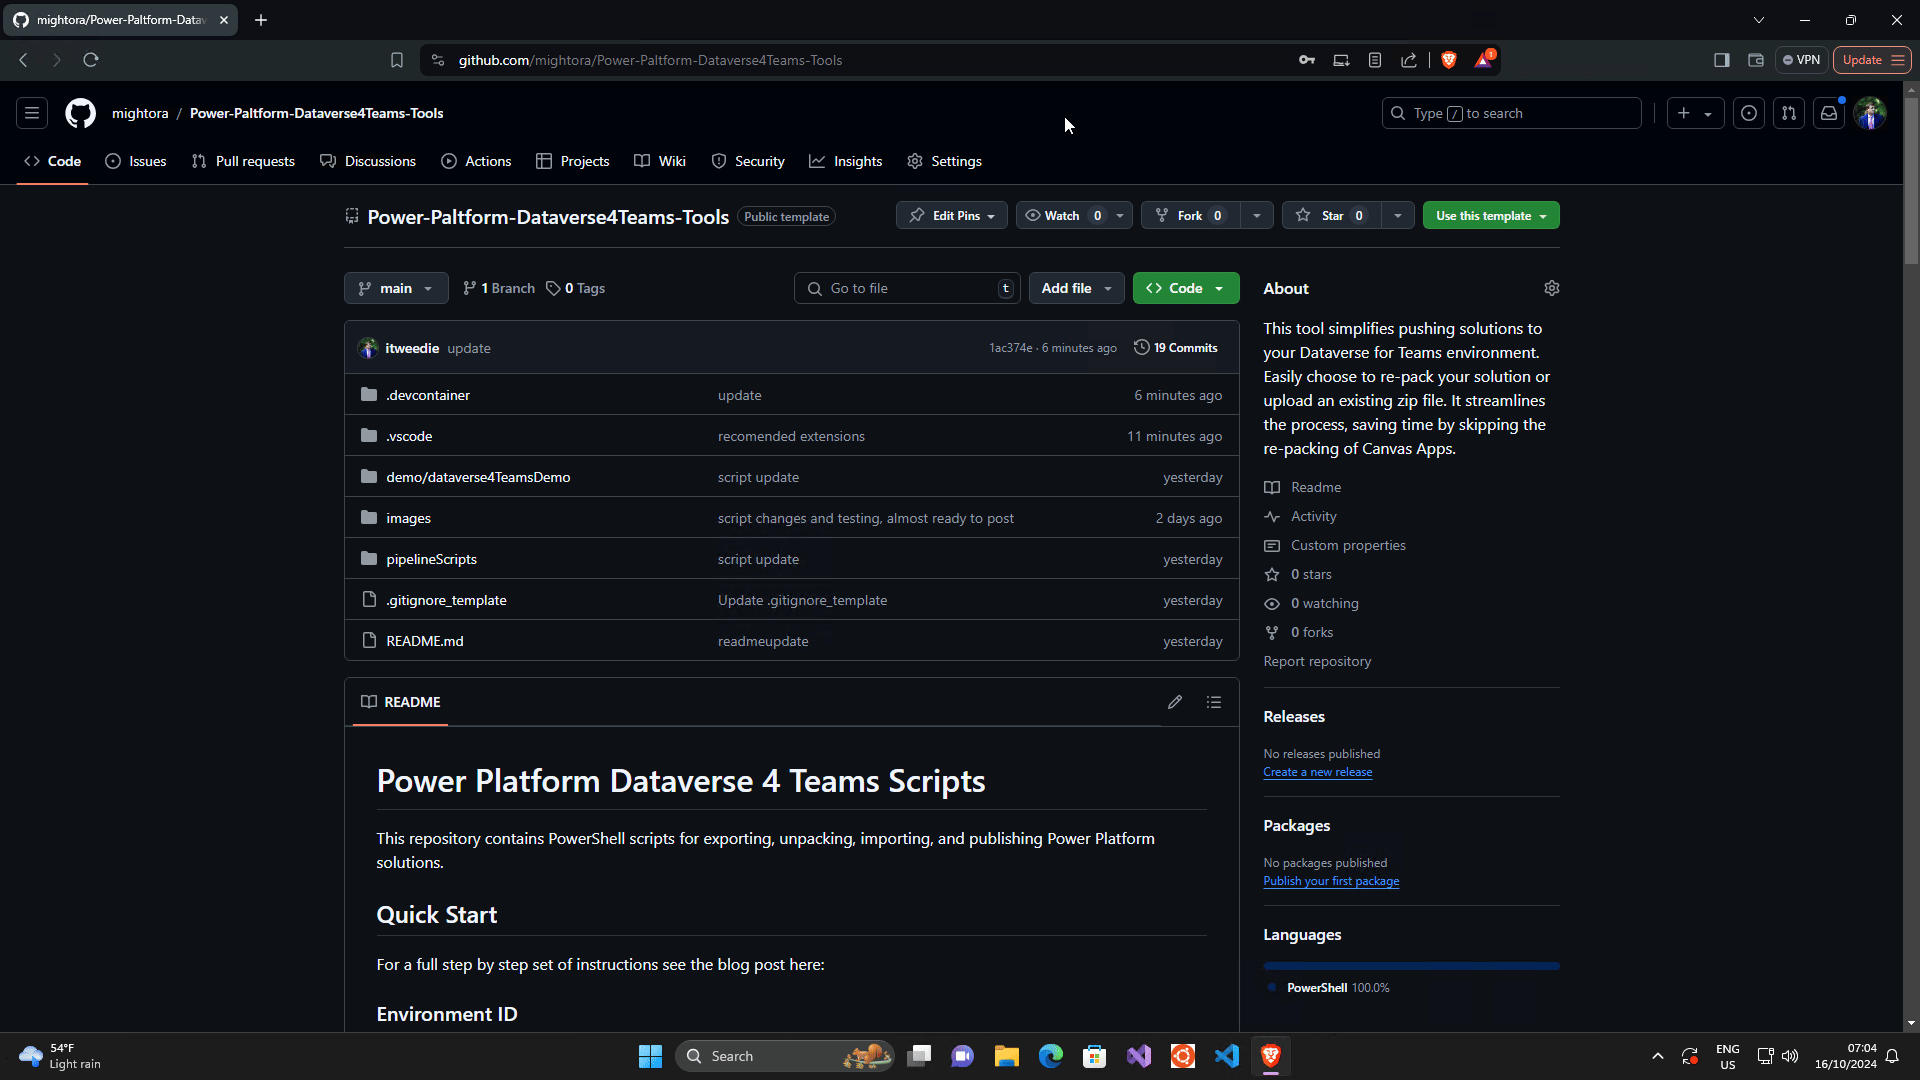 mightora/Power-Paltform-Datav
github.com/mightora/Power-Paltform-Dataverse4Teams-Tools
1
VPN
Update
mightora / Power-Paltform-Dataverse4Teams-Tools
Type / to search
Code
Issues
Pull requests
Discussions
Actions
Projects
Wiki
Security
Insights
Settings
Power-Paltform-Dataverse4Teams-Tools
Public template
Edit Pins
Watch 0
Fork 0
Star 0
Use this template
main
1 Branch
0 Tags
Go to file
t
Add file
Code
itweedie update
1ac374e · 6 minutes ago
19 Commits
.devcontainer update 6 minutes ago
.vscode recomended extensions 11 minutes ago
demo/dataverse4TeamsDemo script update yesterday
images script changes and testing, almost ready to post 2 days ago
pipelineScripts script update yesterday
.gitignore_template Update .gitignore_template yesterday
README.md readmeupdate yesterday
README
Power Platform Dataverse 4 Teams Scripts
This repository contains PowerShell scripts for exporting, unpacking, importing, and publishing Power Platform
solutions.
Quick Start
For a full step by step set of instructions see the blog post here:
Environment ID
About
This tool simplifies pushing solutions to
your Dataverse for Teams environment.
Easily choose to re-pack your solution or
upload an existing zip file. It streamlines
the process, saving time by skipping the
re-packing of Canvas Apps.
Readme
Activity
Custom properties
0 stars
0 watching
0 forks
Report repository
Releases
No releases published
Create a new release
Packages
No packages published
Publish your first package
Languages
PowerShell 100.0%
54°F
Light rain
Search
ENG
US
07:04
16/10/2024